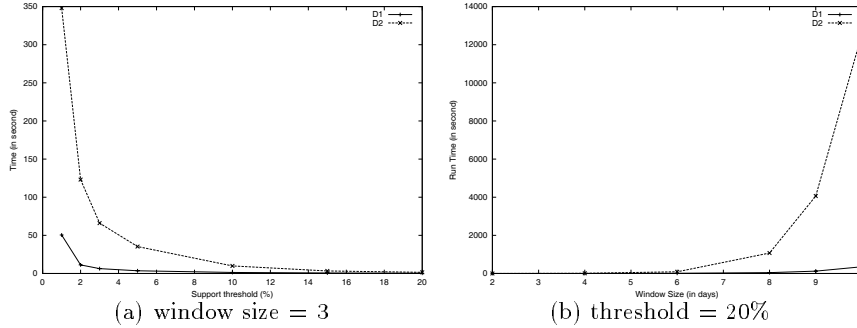 350
300
250
200
150
100
50
0
Time (in second)
0 2 4 6 8 10 12 14 16 18 20
Support threshold (%)
D1
D2
(a) window size = 3
14000
12000
10000
8000
6000
4000
2000
0
Run Time (in second)
2 3 4 5 6 7 8 9
Window Size (in days)
D1
D2
(b) threshold = 20%